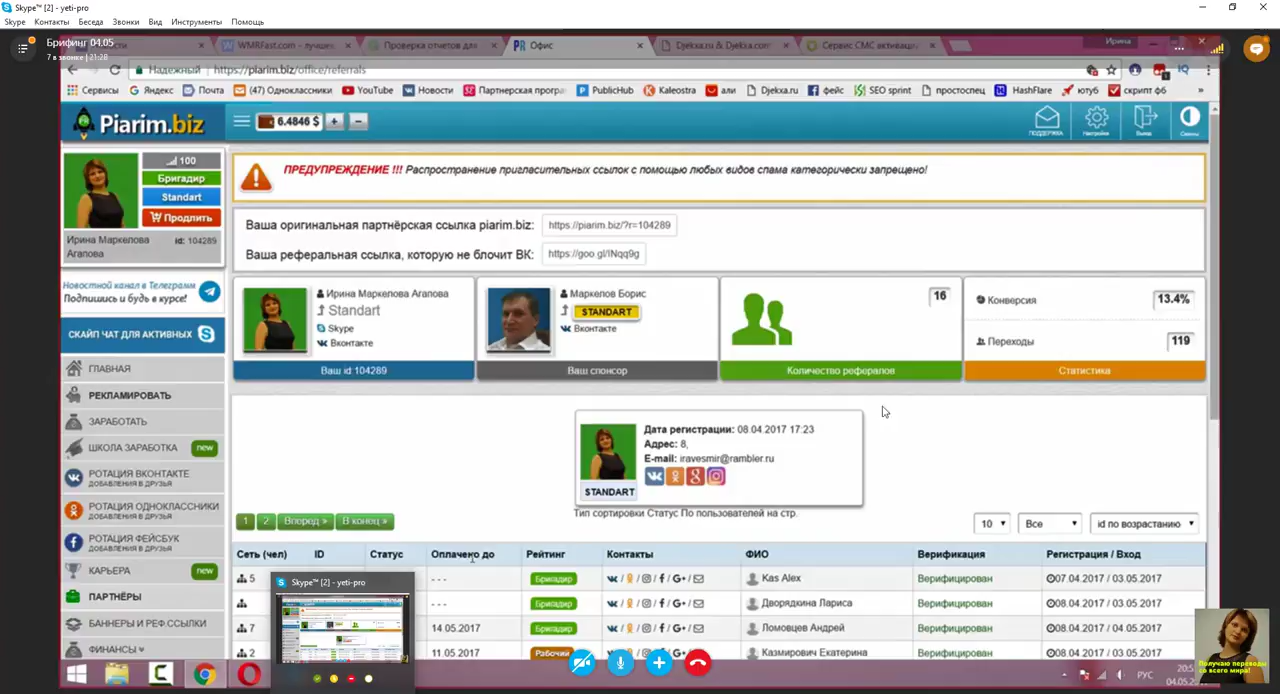 Skype™ [2] - yeti-pro
Skype Контакты Беседа Звонки Вид Инструменты Помощь
Брифинг 04.05
7 в звонке | 21:28
WMRFast.com - лучшее
Проверка отчетов для
PR Офис
Djekxa.ru & Djekxa.com
Сервис СМС активаци
Ирина
Надежный https://piarim.biz/office/referrals
Сервисы Яндекс Почта (47) Одноклассники YouTube Новости Партнерская програ PublicHub Kaleostra али Djekxa.ru фейс SEO sprint простоспец HashFlare ютуб скрипт фб »
Piarim.biz
6.4846 $ + –
ПОДДЕРЖКА Настройки Выход
100
Бригадир
Standart
Продлить
Ирина Маркелова Агапова id: 104289
ПРЕДУПРЕЖДЕНИЕ !!! Распространение пригласительных ссылок с помощью любых видов спама категорически запрещено!
Ваша оригинальная партнёрская ссылка piarim.biz: https://piarim.biz/?r=104289
Ваша реферальная ссылка, которую не блочит ВК: https://goo.gl/INqq9g
Новостной канал в Телеграмм
Подпишись и будь в курсе!
СКАЙП ЧАТ ДЛЯ АКТИВНЫХ
ГЛАВНАЯ
РЕКЛАМИРОВАТЬ
ЗАРАБОТАТЬ
ШКОЛА ЗАРАБОТКА new
РОТАЦИЯ ВКОНТАКТЕ
ДОБАВЛЕНИЯ В ДРУЗЬЯ
РОТАЦИЯ ОДНОКЛАССНИКИ
ДОБАВЛЕНИЯ В ДРУЗЬЯ
РОТАЦИЯ ФЕЙСБУК
ДОБАВЛЕНИЯ В ДРУЗЬЯ
КАРЬЕРА new
ПАРТНЁРЫ
БАННЕРЫ И РЕФ.ССЫЛКИ
ФИНАНСЫ
Ирина Маркелова Агапова
Standart
Skype
Вконтакте
Ваш id:104289
Маркелов Борис
STANDART
Вконтакте
Ваш спонсор
16
Количество рефералов
Конверсия 13.4%
Переходы 119
Статистика
Дата регистрации: 08.04.2017 17:23
Адрес: 8,
E-mail: iravesmir@rambler.ru
STANDART
Тип сортировки Статус По пользователей на стр.
1 2 Вперед » В конец »
10 Все id по возрастанию
Сеть (чел) ID Статус Оплачено до Рейтинг Контакты ФИО Верификация Регистрация / Вход
5 - - - Бригадир Kas Alex Верифицирован 07.04.2017 / 03.05.2017
- - - Бригадир Дворядкина Лариса Верифицирован 08.04.2017 / 03.05.2017
7 14.05.2017 Бригадир Ломовцев Андрей Верифицирован 08.04.2017 / 04.05.2017
2 11.05.2017 Казмирович Екатерина Верифицирован 08.04.2017 / 03.05.2017
Skype™ [2] - yeti-pro
Получаю переводы
со всего мира!
РУС